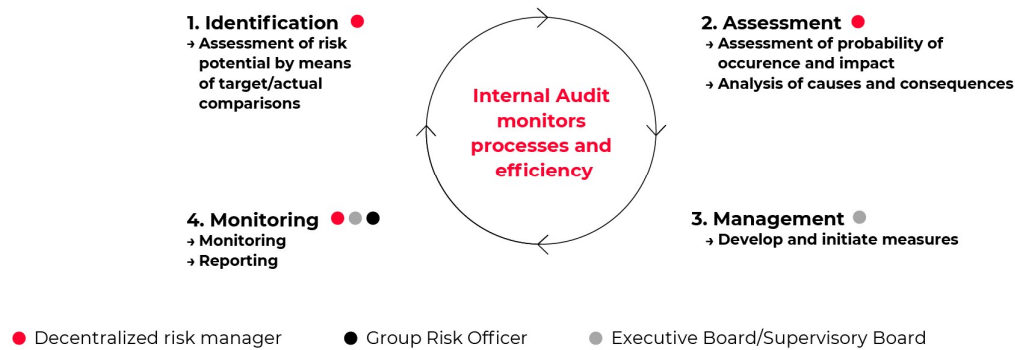 1. Identification
→ Assessment of risk
potential by means
of target/actual
comparisons
2. Assessment
→ Assessment of probability of
occurence and impact
→ Analysis of causes and consequences
Internal Audit
monitors
processes and
efficiency
4. Monitoring
→ Monitoring
→ Reporting
3. Management
→ Develop and initiate measures
Decentralized risk manager
Group Risk Officer
Executive Board/Supervisory Board